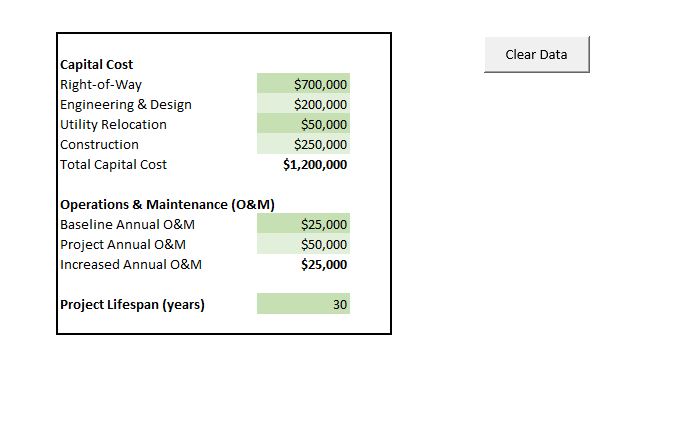 Clear Data
Capital Cost
Right-of-Way $700,000
Engineering & Design $200,000
Utility Relocation $50,000
Construction $250,000
Total Capital Cost $1,200,000
Operations & Maintenance (O&M)
Baseline Annual O&M $25,000
Project Annual O&M $50,000
Increased Annual O&M $25,000
Project Lifespan (years) 30